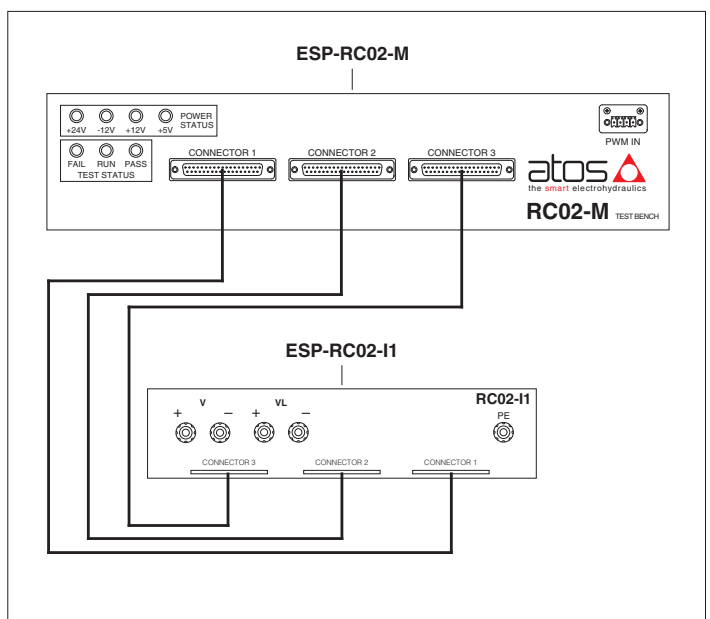 ESP-RC02-M
+24V -12V +12V +5V
POWER
STATUS
FAIL RUN PASS
TEST STATUS
CONNECTOR 1
CONNECTOR 2
CONNECTOR 3
PWM IN
atos
the smart electrohydraulics
RC02-M TEST BENCH
ESP-RC02-I1
V VL
+ − + −
RC02-I1
PE
CONNECTOR 3
CONNECTOR 2
CONNECTOR 1